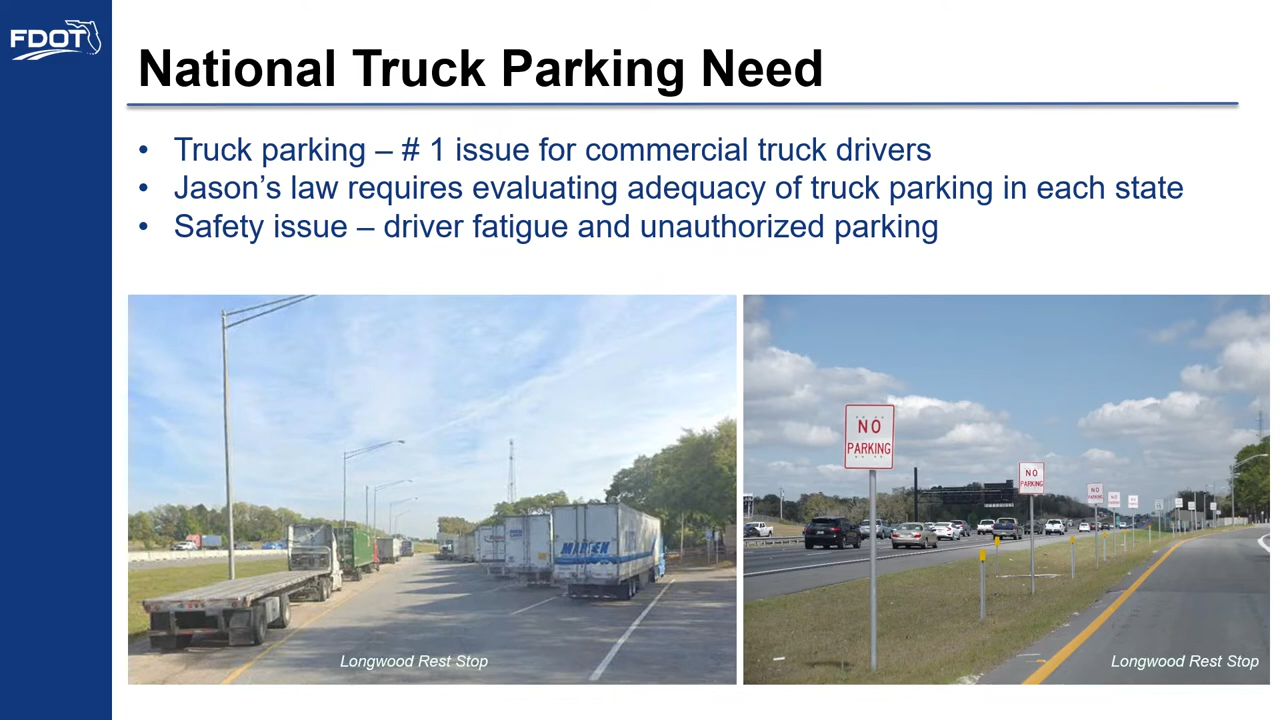 FDOT
National Truck Parking Need
• Truck parking – # 1 issue for commercial truck drivers
• Jason’s law requires evaluating adequacy of truck parking in each state
• Safety issue – driver fatigue and unauthorized parking
MARTEN
Longwood Rest Stop
NO
PARKING
NO
PARKING
NO
PARKING
Longwood Rest Stop